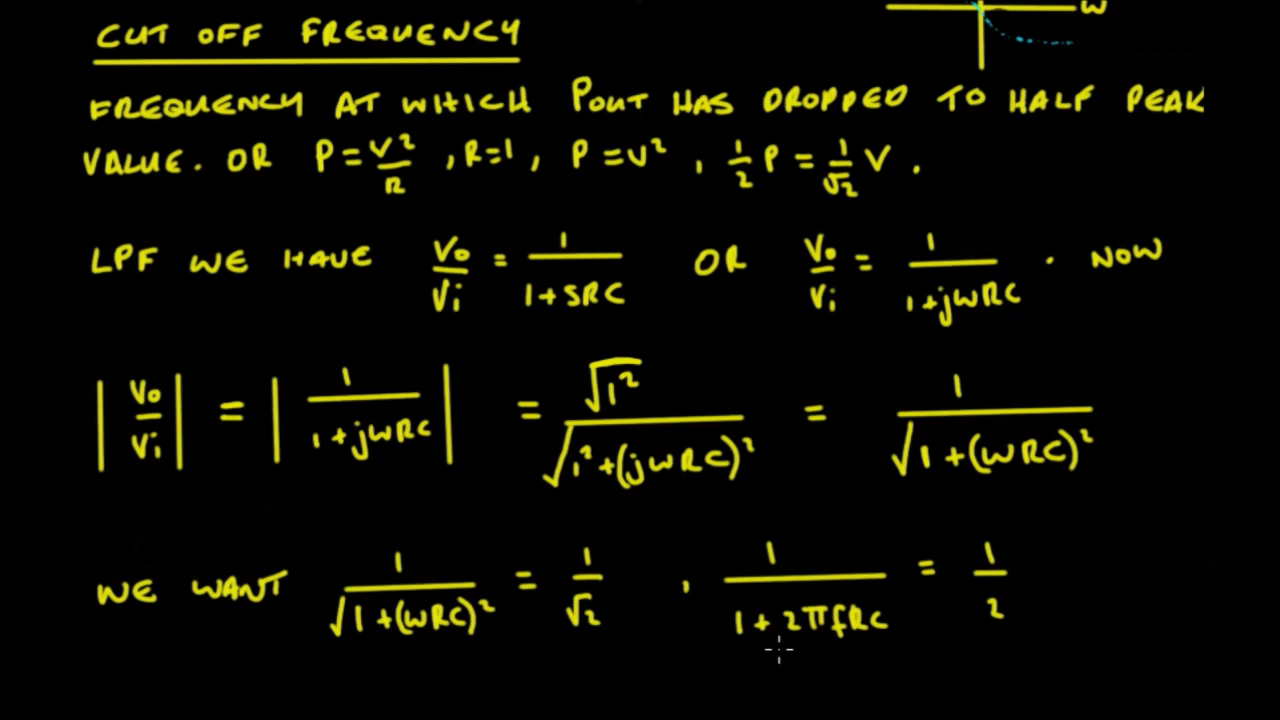 w
CUT OFF FREQUENCY
FREQUENCY AT WHICH POUT HAS DROPPED TO HALF PEAK
VALUE. OR P = V²/R , R=1 , P = V² , 1/2 P = 1/√2 V .
LPF WE HAVE Vo/Vi = 1/(1+SRC) OR Vo/Vi = 1/(1+jWRC) . NOW
|Vo/Vi| = |1/(1+jWRC)| = √1²/√(1²+(jWRC)²) = 1/√(1+(WRC)²)
WE WANT 1/√(1+(WRC)²) = 1/√2 , 1/(1+2πfRC) = 1/2